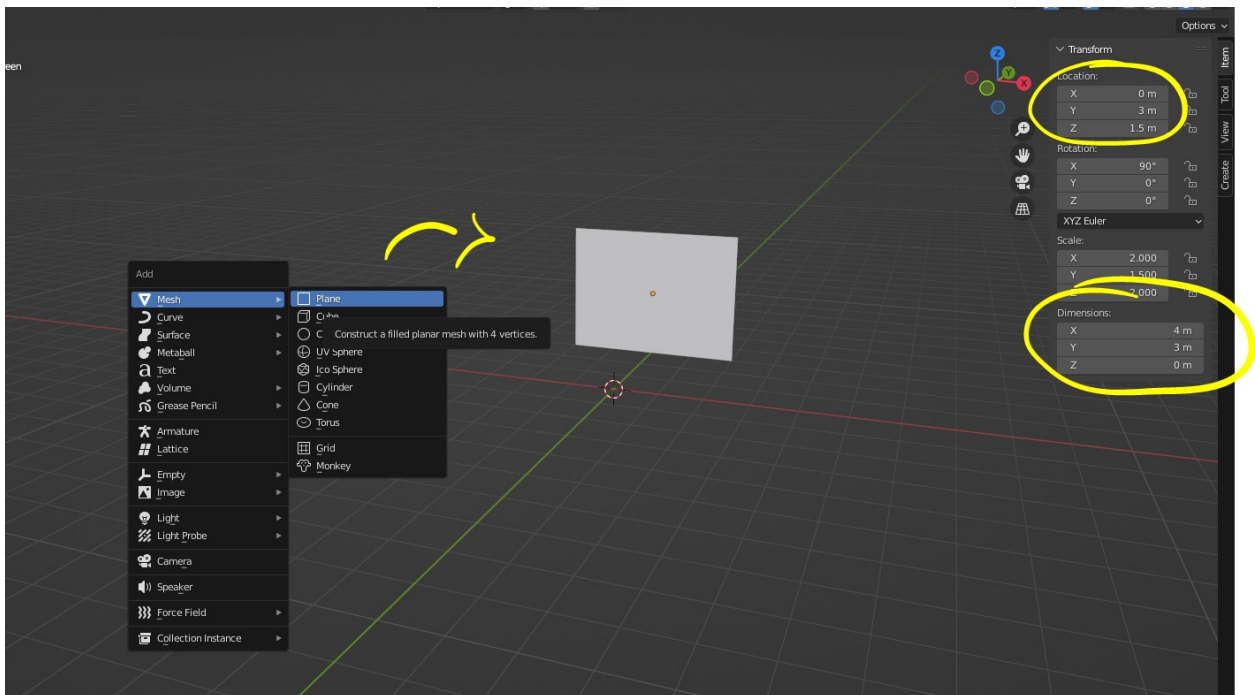 Options
een
Z
Y
X
Transform
Location:
X 0 m
Y 3 m
Z 1.5 m
Rotation:
X 90°
Y 0°
Z 0°
XYZ Euler
Scale:
X 2.000
Y 1.500
2.000
Dimensions:
X 4 m
Y 3 m
Z 0 m
Item
Tool
View
Create
Add
Mesh
Curve
Surface
Metaball
Text
Volume
Grease Pencil
Armature
Lattice
Empty
Image
Light
Light Probe
Camera
Speaker
Force Field
Collection Instance
Plane
Cube
C
Construct a filled planar mesh with 4 vertices.
UV Sphere
Ico Sphere
Cylinder
Cone
Torus
Grid
Monkey